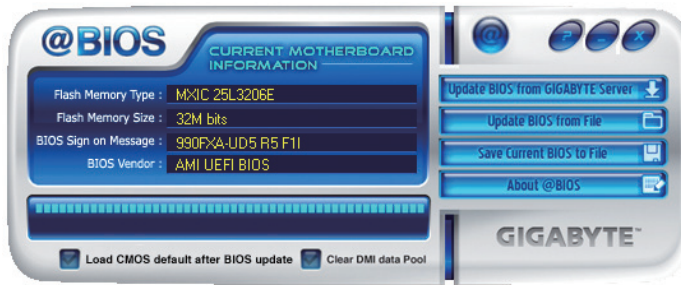 @BIOS
CURRENT MOTHERBOARD
INFORMATION
Flash Memory Type : MXIC 25L3206E
Flash Memory Size : 32M bits
BIOS Sign on Message : 990FXA-UD5 R5 F1I
BIOS Vendor : AMI UEFI BIOS
Load CMOS default after BIOS update
Clear DMI data Pool
@
?
_
X
Update BIOS from GIGABYTE Server
Update BIOS from File
Save Current BIOS to File
About @BIOS
GIGABYTE™